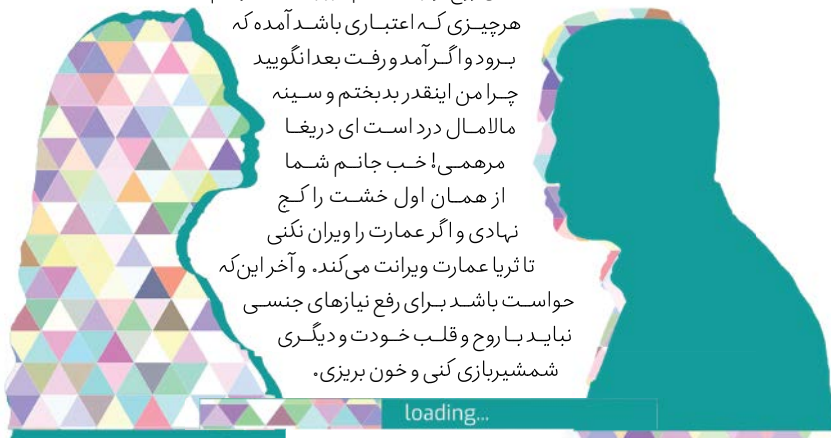 هرچیزی که اعتباری باشد آمده که
برود و اگر آمد و رفت بعدا نگویید
چرا من اینقدر بدبختم و سینه
مالامال درد است ای دریغا
مرهمی! خب جانم شما
از همان اول خشت را کج
نهادی و اگر عمارت را ویران نکنی
تا ثریا عمارت ویرانت می‌کند. و آخر این‌که
حواست باشد برای رفع نیازهای جنسی
نباید با روح و قلب خودت و دیگری
شمشیربازی کنی و خون بریزی.
loading...